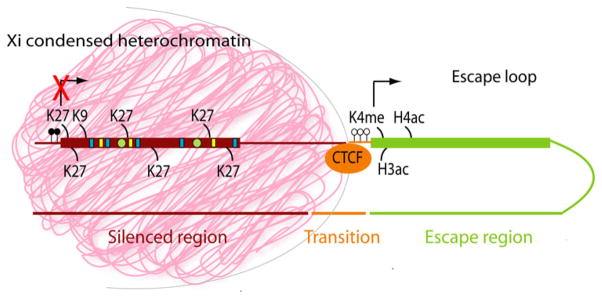 Xi condensed heterochromatin
Escape loop
X
K27 K9 K27 K27 K4me H4ac
K27 K27 K27 CTCF H3ac
Silenced region Transition Escape region